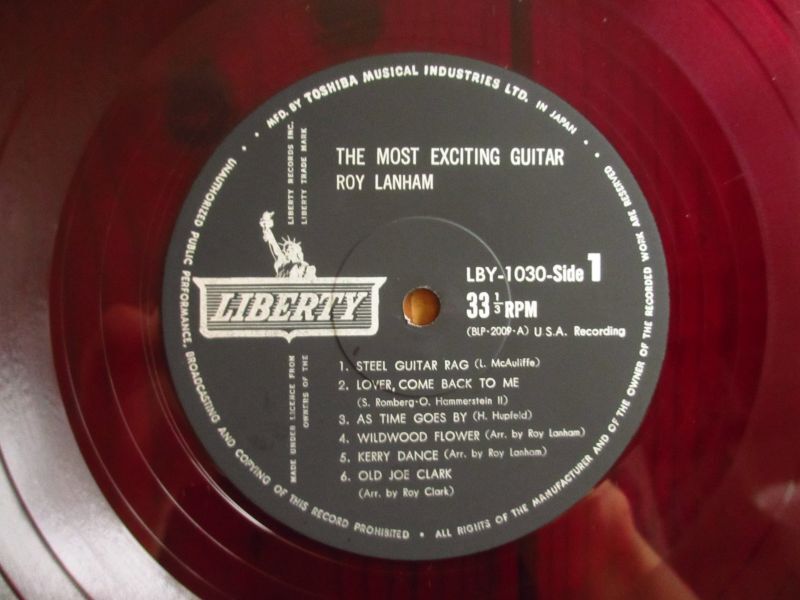 MFD. BY TOSHIBA MUSICAL INDUSTRIES LTD. IN JAPAN
UNAUTHORIZED PUBLIC PERFORMANCE, BROADCASTING AND COPYING OF THIS RECORD PROHIBITED • ALL RIGHTS OF THE MANUFACTURER AND OF THE OWNER OF THE RECORDED WORK ARE RESERVED
LIBERTY RECORDS INC.
LIBERTY TRADE MARK
THE MOST EXCITING GUITAR
ROY LANHAM
LIBERTY
LBY-1030-Side 1
33 1/3 RPM
(BLP-2009-A) U.S.A. Recording
MADE UNDER LICENCE FROM
OWNERS OF THE
1. STEEL GUITAR RAG (L. McAuliffe)
2. LOVER, COME BACK TO ME
(S. Romberg-O. Hammerstein II)
3. AS TIME GOES BY (H. Hupfeld)
4. WILDWOOD FLOWER (Arr. by Roy Lanham)
5. KERRY DANCE (Arr. by Roy Lanham)
6. OLD JOE CLARK
(Arr. by Roy Clark)